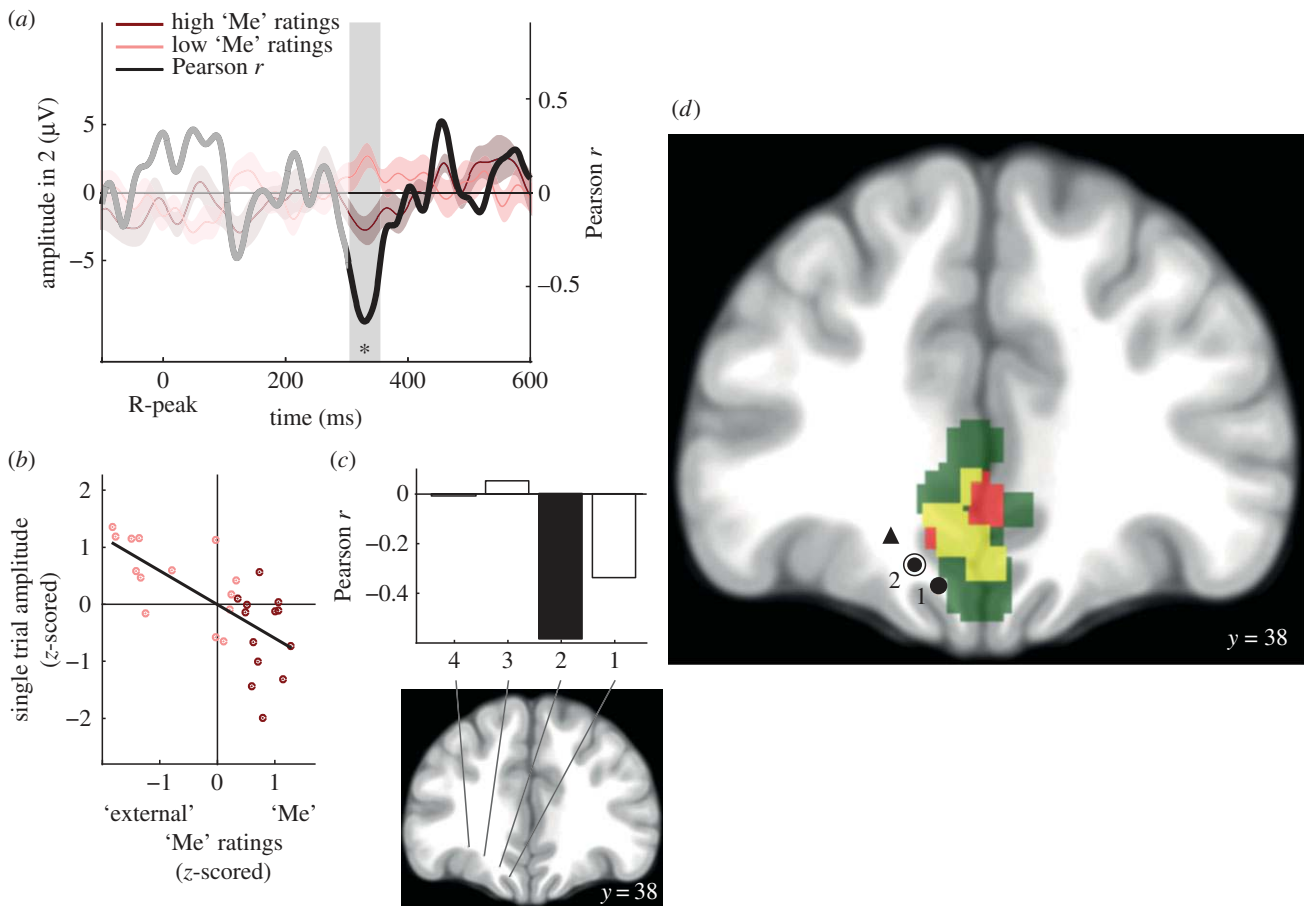 (a)
high ‘Me’ ratings
low ‘Me’ ratings
Pearson r
amplitude in 2 (µV)
5
0
−5
0.5
0
−0.5
Pearson r
*
0
200
400
600
R-peak
time (ms)
(b)
single trial amplitude
(z-scored)
2
1
0
−1
−2
−1
0
1
‘external’
‘Me’
‘Me’ ratings
(z-scored)
(c)
Pearson r
0
−0.2
−0.4
4
3
2
1
y = 38
(d)
2
1
y = 38